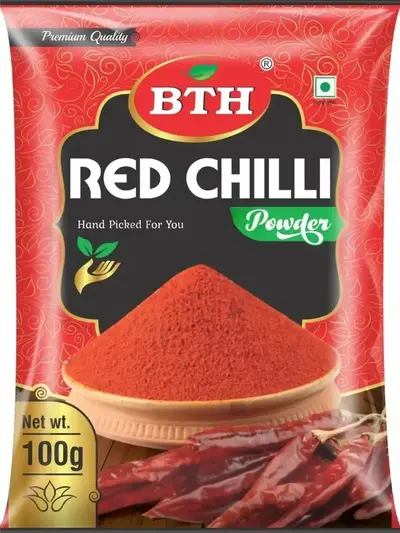 Premium Quality
BTH®
RED CHILLI
Powder
Hand Picked For You
Net wt.
100g